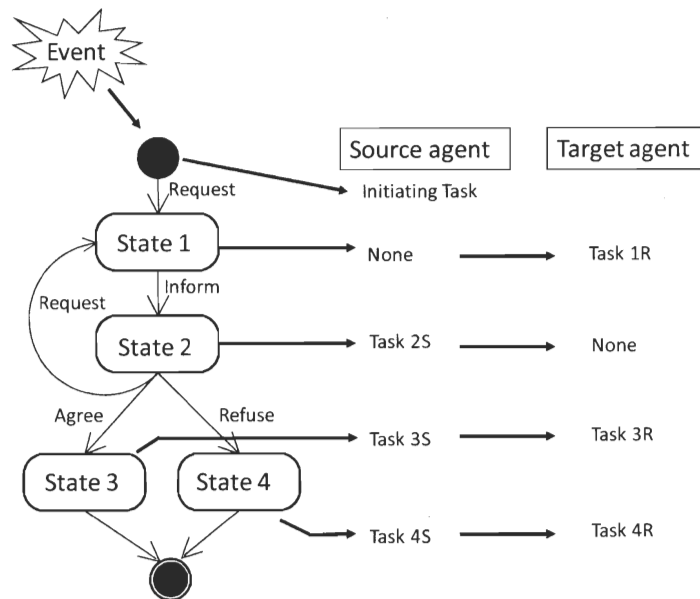 Event
Source agent
Target agent
Request
Initiating Task
State 1
None
Task 1R
Request
Inform
State 2
Task 2S
None
Agree
Refuse
Task 3S
Task 3R
State 3
State 4
Task 4S
Task 4R